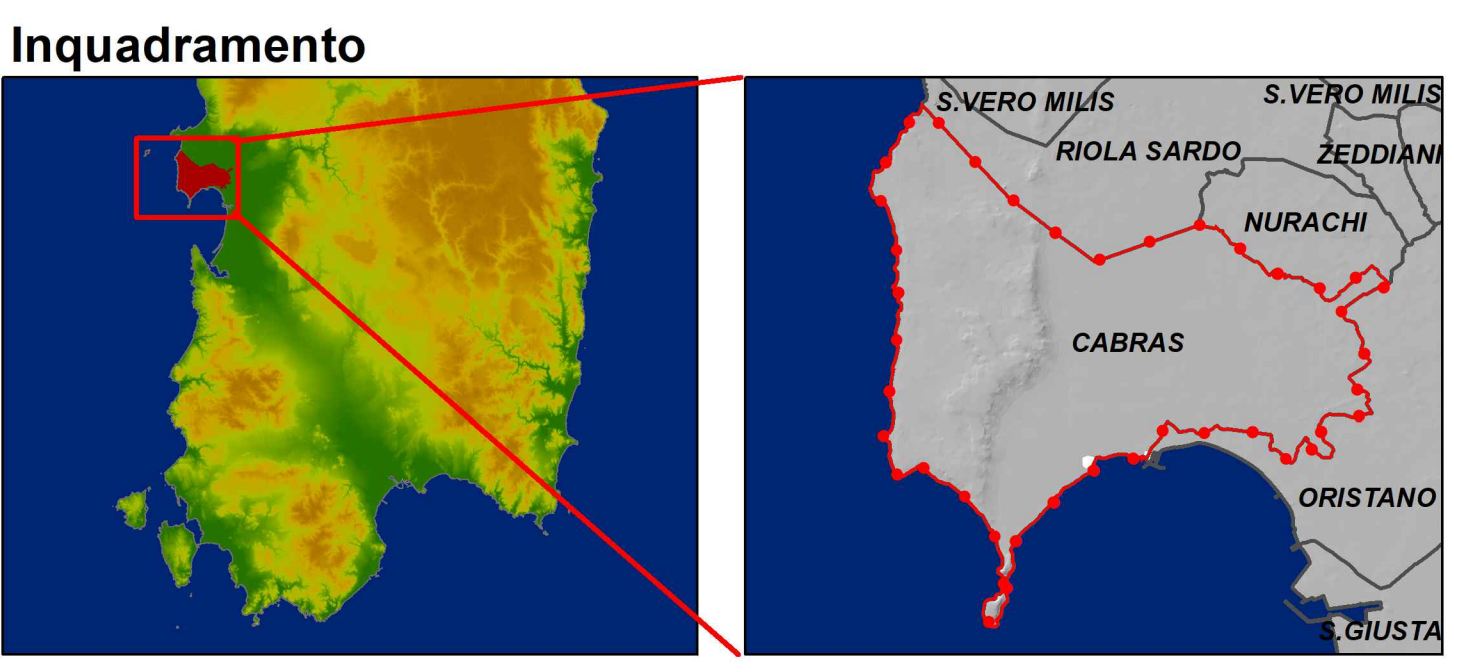 Inquadramento
S.VERO MILIS
S.VERO MILIS
RIOLA SARDO
ZEDDIANI
NURACHI
CABRAS
ORISTANO
S.GIUSTA